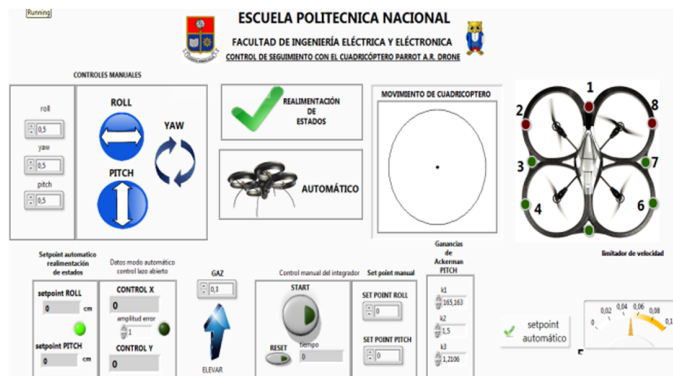 [Running]
ESCUELA POLITECNICA NACIONAL
FACULTAD DE INGENIERÍA ELÉCTRICA Y ELÉCTRONICA
CONTROL DE SEGUIMIENTO CON EL CUADRICÓPTERO PARROT A.R. DRONE
CONTROLES MANUALES
roll
0,5
yaw
0,5
pitch
0,5
ROLL
YAW
PITCH
REALIMENTACIÓN
DE
ESTADOS
AUTOMÁTICO
MOVIMIENTO DE CUADRICOPTERO
1
2
8
3
7
4
6
limitador de velocidad
Setpoint automatico
realimentación
de estados
setpoint ROLL
0 cm
setpoint PITCH
0 cm
Datos modo automático
control lazo abierto
CONTROL X
0
amplitud error
1
CONTROL Y
0
GAZ
0,3
ELEVAR
Control manual del integrador
START
RESET
tiempo
0
Set point manual
SET POINT ROLL
0
SET POINT PITCH
0
Ganancias
de
Ackerman
PITCH
k1
165,163
k2
1,5
k3
1,2106
setpoint
automático
0 0,02 0,04 0,06 0,08